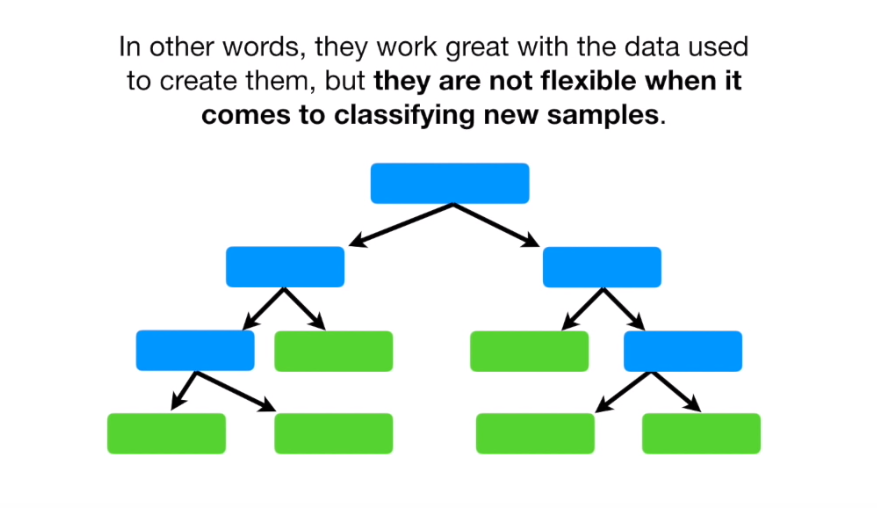 In other words, they work great with the data used
to create them, but they are not flexible when it
comes to classifying new samples.